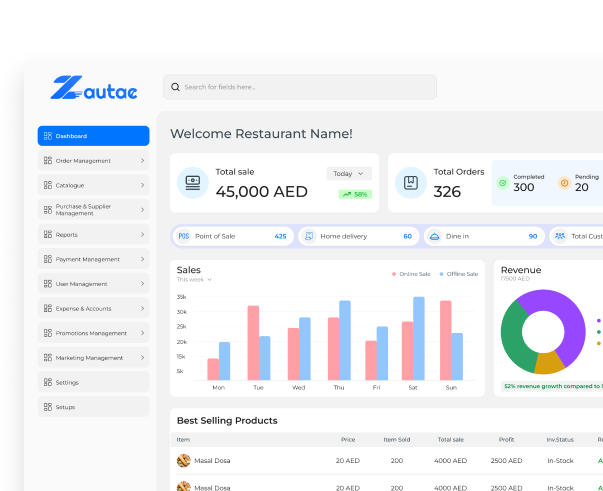 Zautae
Search for fields here...
Dashboard
Order Management
Catalogue
Purchase & Supplier
Management
Reports
Payment Management
User Management
Expense & Accounts
Promotions Management
Marketing Management
Settings
Setups
Welcome Restaurant Name!
Total sale
Today
45,000 AED
58%
Total Orders
326
Completed
300
Pending
20
POS Point of Sale 425
Home delivery 60
Dine in 90
Total Cust
Sales
This week
Online Sale Offline Sale
35k
30k
25k
20k
15k
5k
Mon Tue Wed Thu Fri Sat Sun
Revenue
17500 AED
52% revenue growth compared to
Best Selling Products
Item Price Item Sold Total sale Profit Inv.Status Re
Masal Dosa 20 AED 200 4000 AED 2500 AED In-Stock A
Masal Dosa 20 AED 200 4000 AED 2500 AED In-Stock A